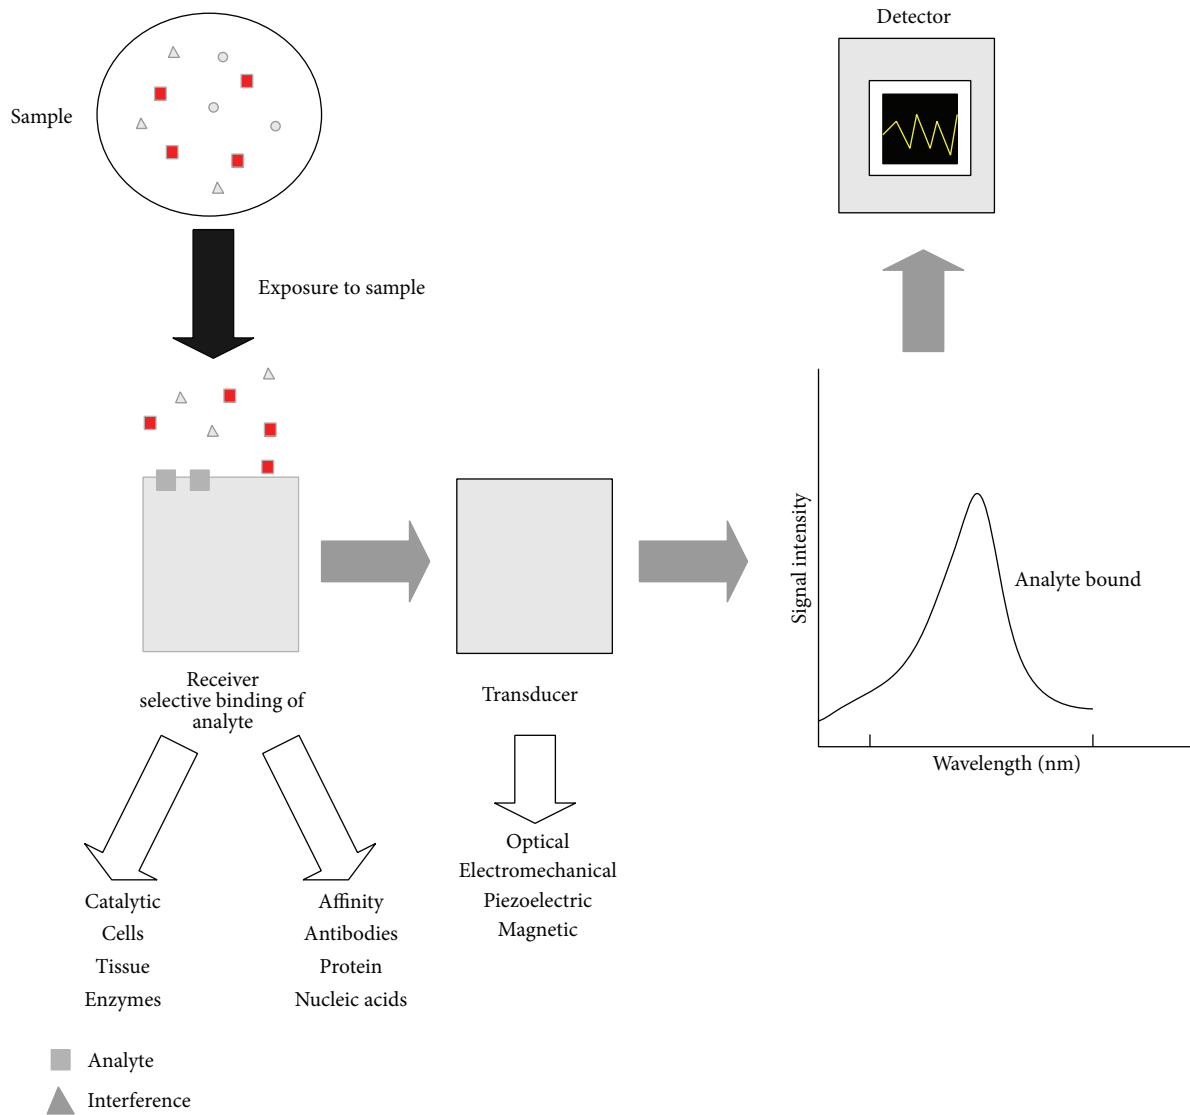 Detector
Sample
Exposure to sample
Signal intensity
Analyte bound
Wavelength (nm)
Receiver
selective binding of
analyte
Transducer
Optical
Electromechanical
Piezoelectric
Magnetic
Catalytic
Cells
Tissue
Enzymes
Affinity
Antibodies
Protein
Nucleic acids
Analyte
Interference